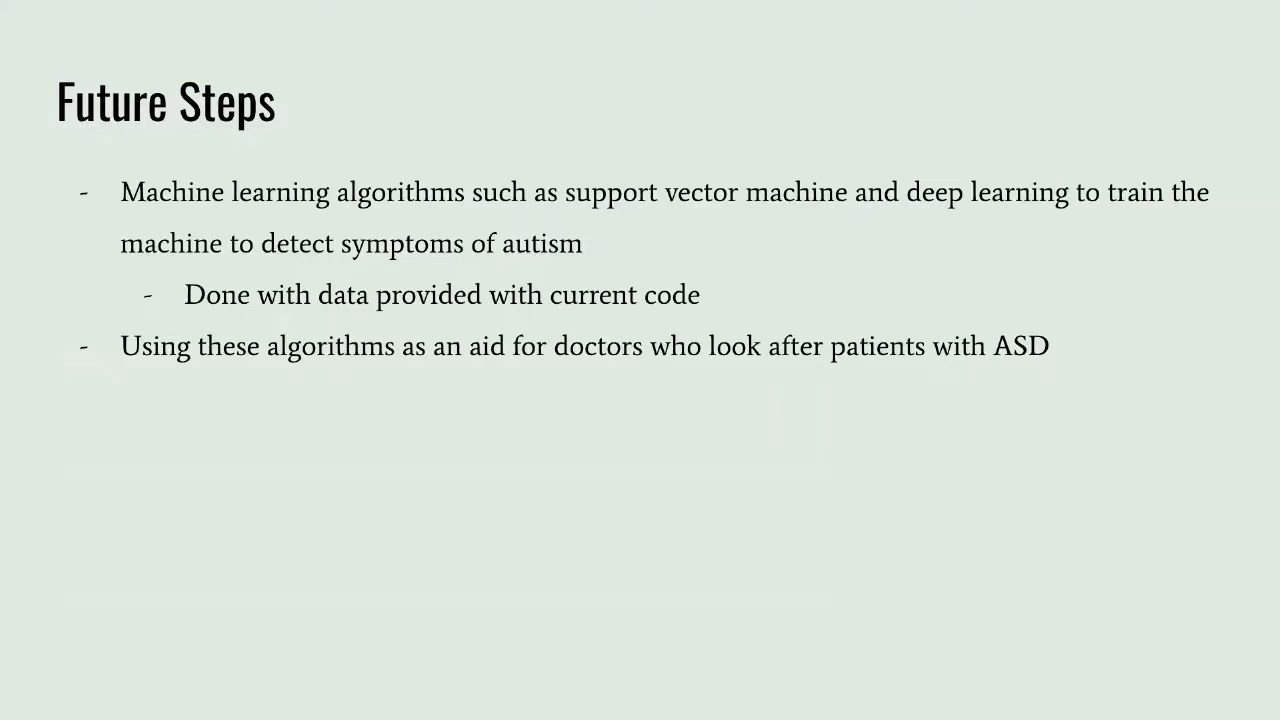 Future Steps
- Machine learning algorithms such as support vector machine and deep learning to train the
machine to detect symptoms of autism
- Done with data provided with current code
- Using these algorithms as an aid for doctors who look after patients with ASD